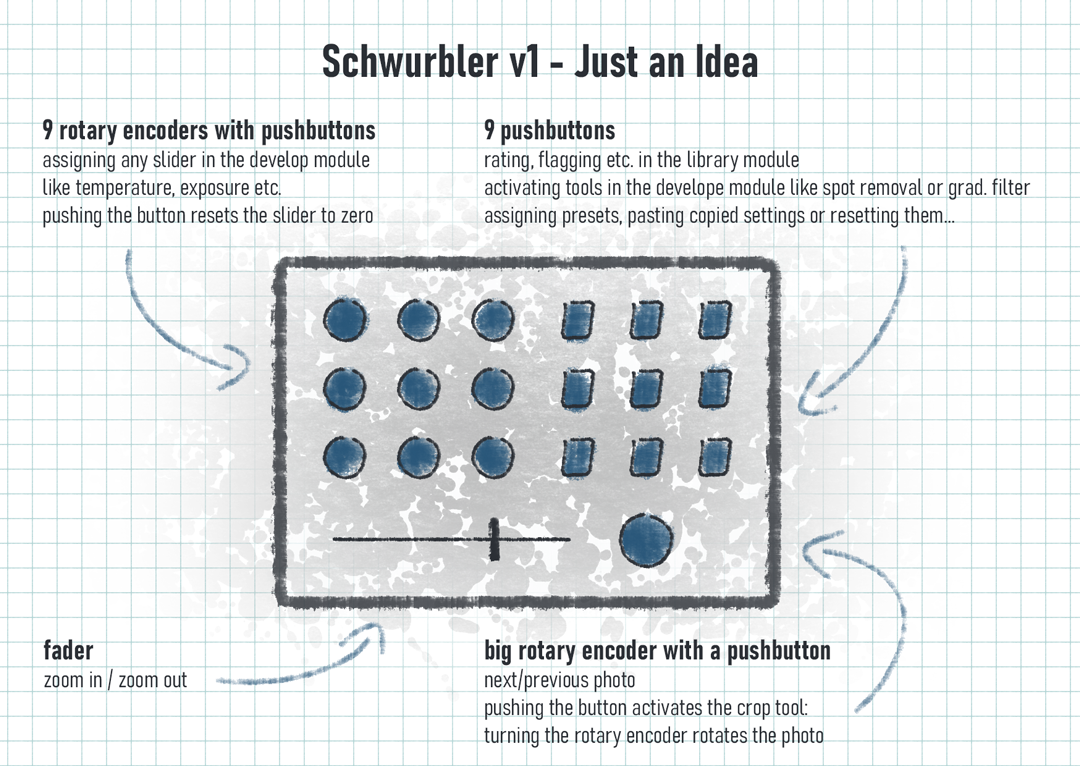 Schwurbler v1 - Just an Idea
9 rotary encoders with pushbuttons
assigning any slider in the develop module
like temperature, exposure etc.
pushing the button resets the slider to zero
9 pushbuttons
rating, flagging etc. in the library module
activating tools in the develope module like spot removal or grad. filter
assigning presets, pasting copied settings or resetting them...
fader
zoom in / zoom out
big rotary encoder with a pushbutton
next/previous photo
pushing the button activates the crop tool:
turning the rotary encoder rotates the photo